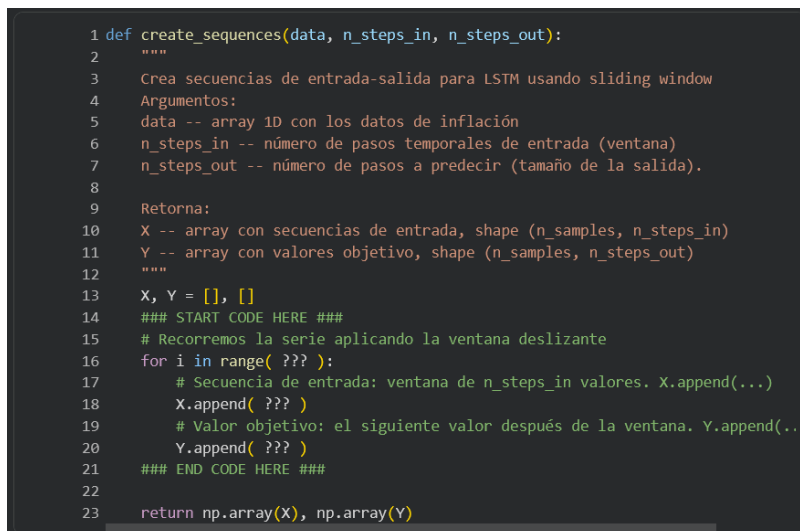 1 def create_sequences(data, n_steps_in, n_steps_out):
2 """
3 Crea secuencias de entrada-salida para LSTM usando sliding window
4 Argumentos:
5 data -- array 1D con los datos de inflación
6 n_steps_in -- número de pasos temporales de entrada (ventana)
7 n_steps_out -- número de pasos a predecir (tamaño de la salida).
8
9 Retorna:
10 X -- array con secuencias de entrada, shape (n_samples, n_steps_in)
11 Y -- array con valores objetivo, shape (n_samples, n_steps_out)
12 """
13 X, Y = [], []
14 ### START CODE HERE ###
15 # Recorremos la serie aplicando la ventana deslizante
16 for i in range( ??? ):
17 # Secuencia de entrada: ventana de n_steps_in valores. X.append(...)
18 X.append( ??? )
19 # Valor objetivo: el siguiente valor después de la ventana. Y.append(..
20 Y.append( ??? )
21 ### END CODE HERE ###
22
23 return np.array(X), np.array(Y)